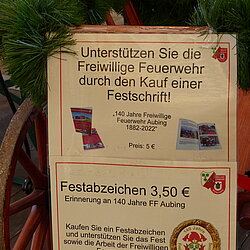 Unterstützen Sie die
Freiwillige Feuerwehr
durch den Kauf einer
Festschrift!
"140 Jahre Freiwillige
Feuerwehr Aubing
1882-2022"
Preis: 5 €
Festabzeichen 3,50 €
Erinnerung an 140 Jahre FF Aubing
Kaufen Sie ein Festabzeichen
und unterstützen Sie das Fest
sowie die Arbeit der Freiwilligen